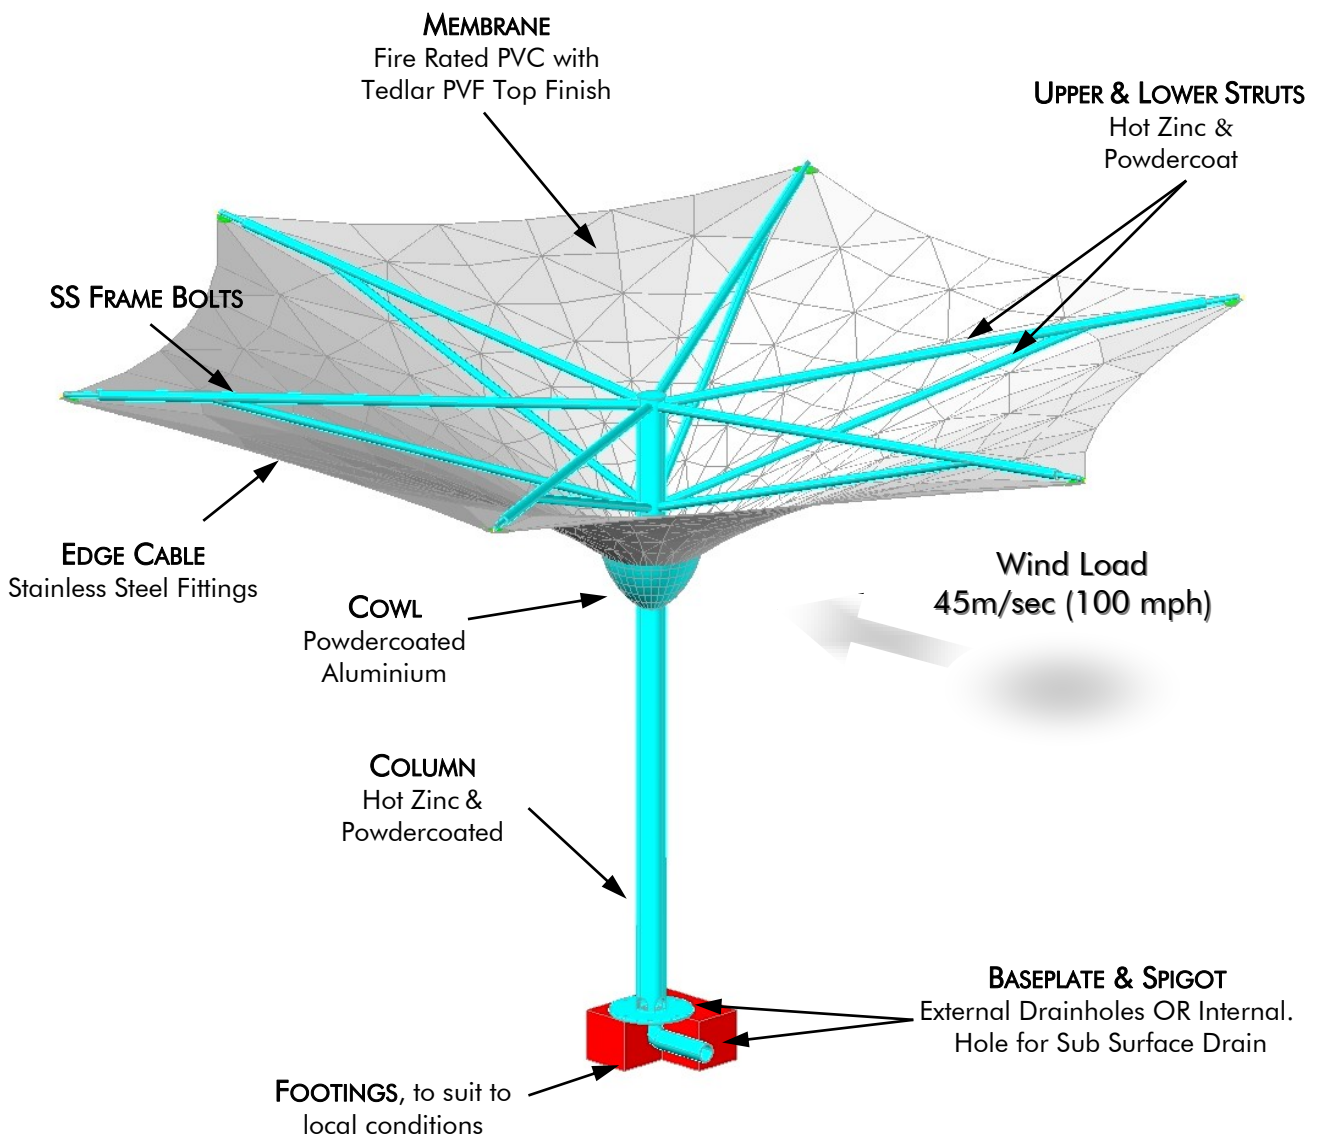 MEMBRANE
Fire Rated PVC with
Tedlar PVF Top Finish
UPPER & LOWER STRUTS
Hot Zinc &
Powdercoat
SS FRAME BOLTS
EDGE CABLE
Stainless Steel Fittings
COWL
Powdercoated
Aluminium
Wind Load
45m/sec (100 mph)
COLUMN
Hot Zinc &
Powdercoated
BASEPLATE & SPIGOT
External Drainholes OR Internal.
Hole for Sub Surface Drain
FOOTINGS, to suit to
local conditions